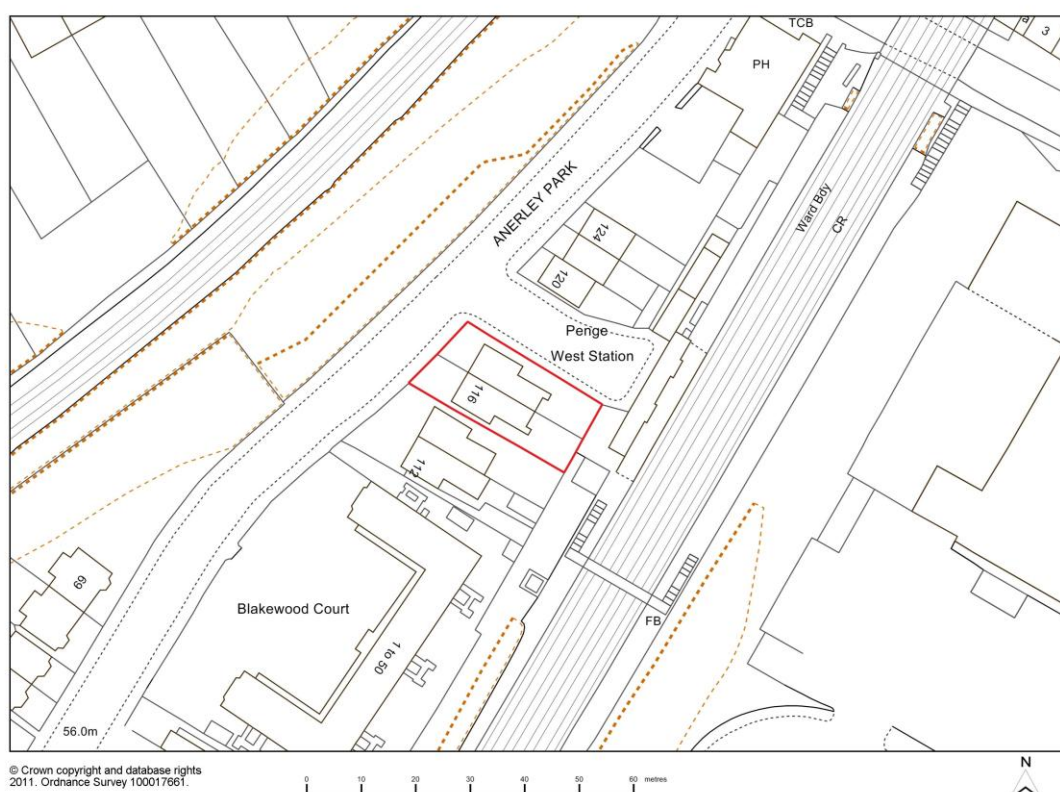 TCB
a
3
PH
ANERLEY PARK
Ward Bdy
CR
124
120
Penge
West Station
116
112
69
Blakewood Court
1 to 50
FB
56.0m
© Crown copyright and database rights
2011. Ordnance Survey 100017661.
0 10 20 30 40 50 60 metres
N